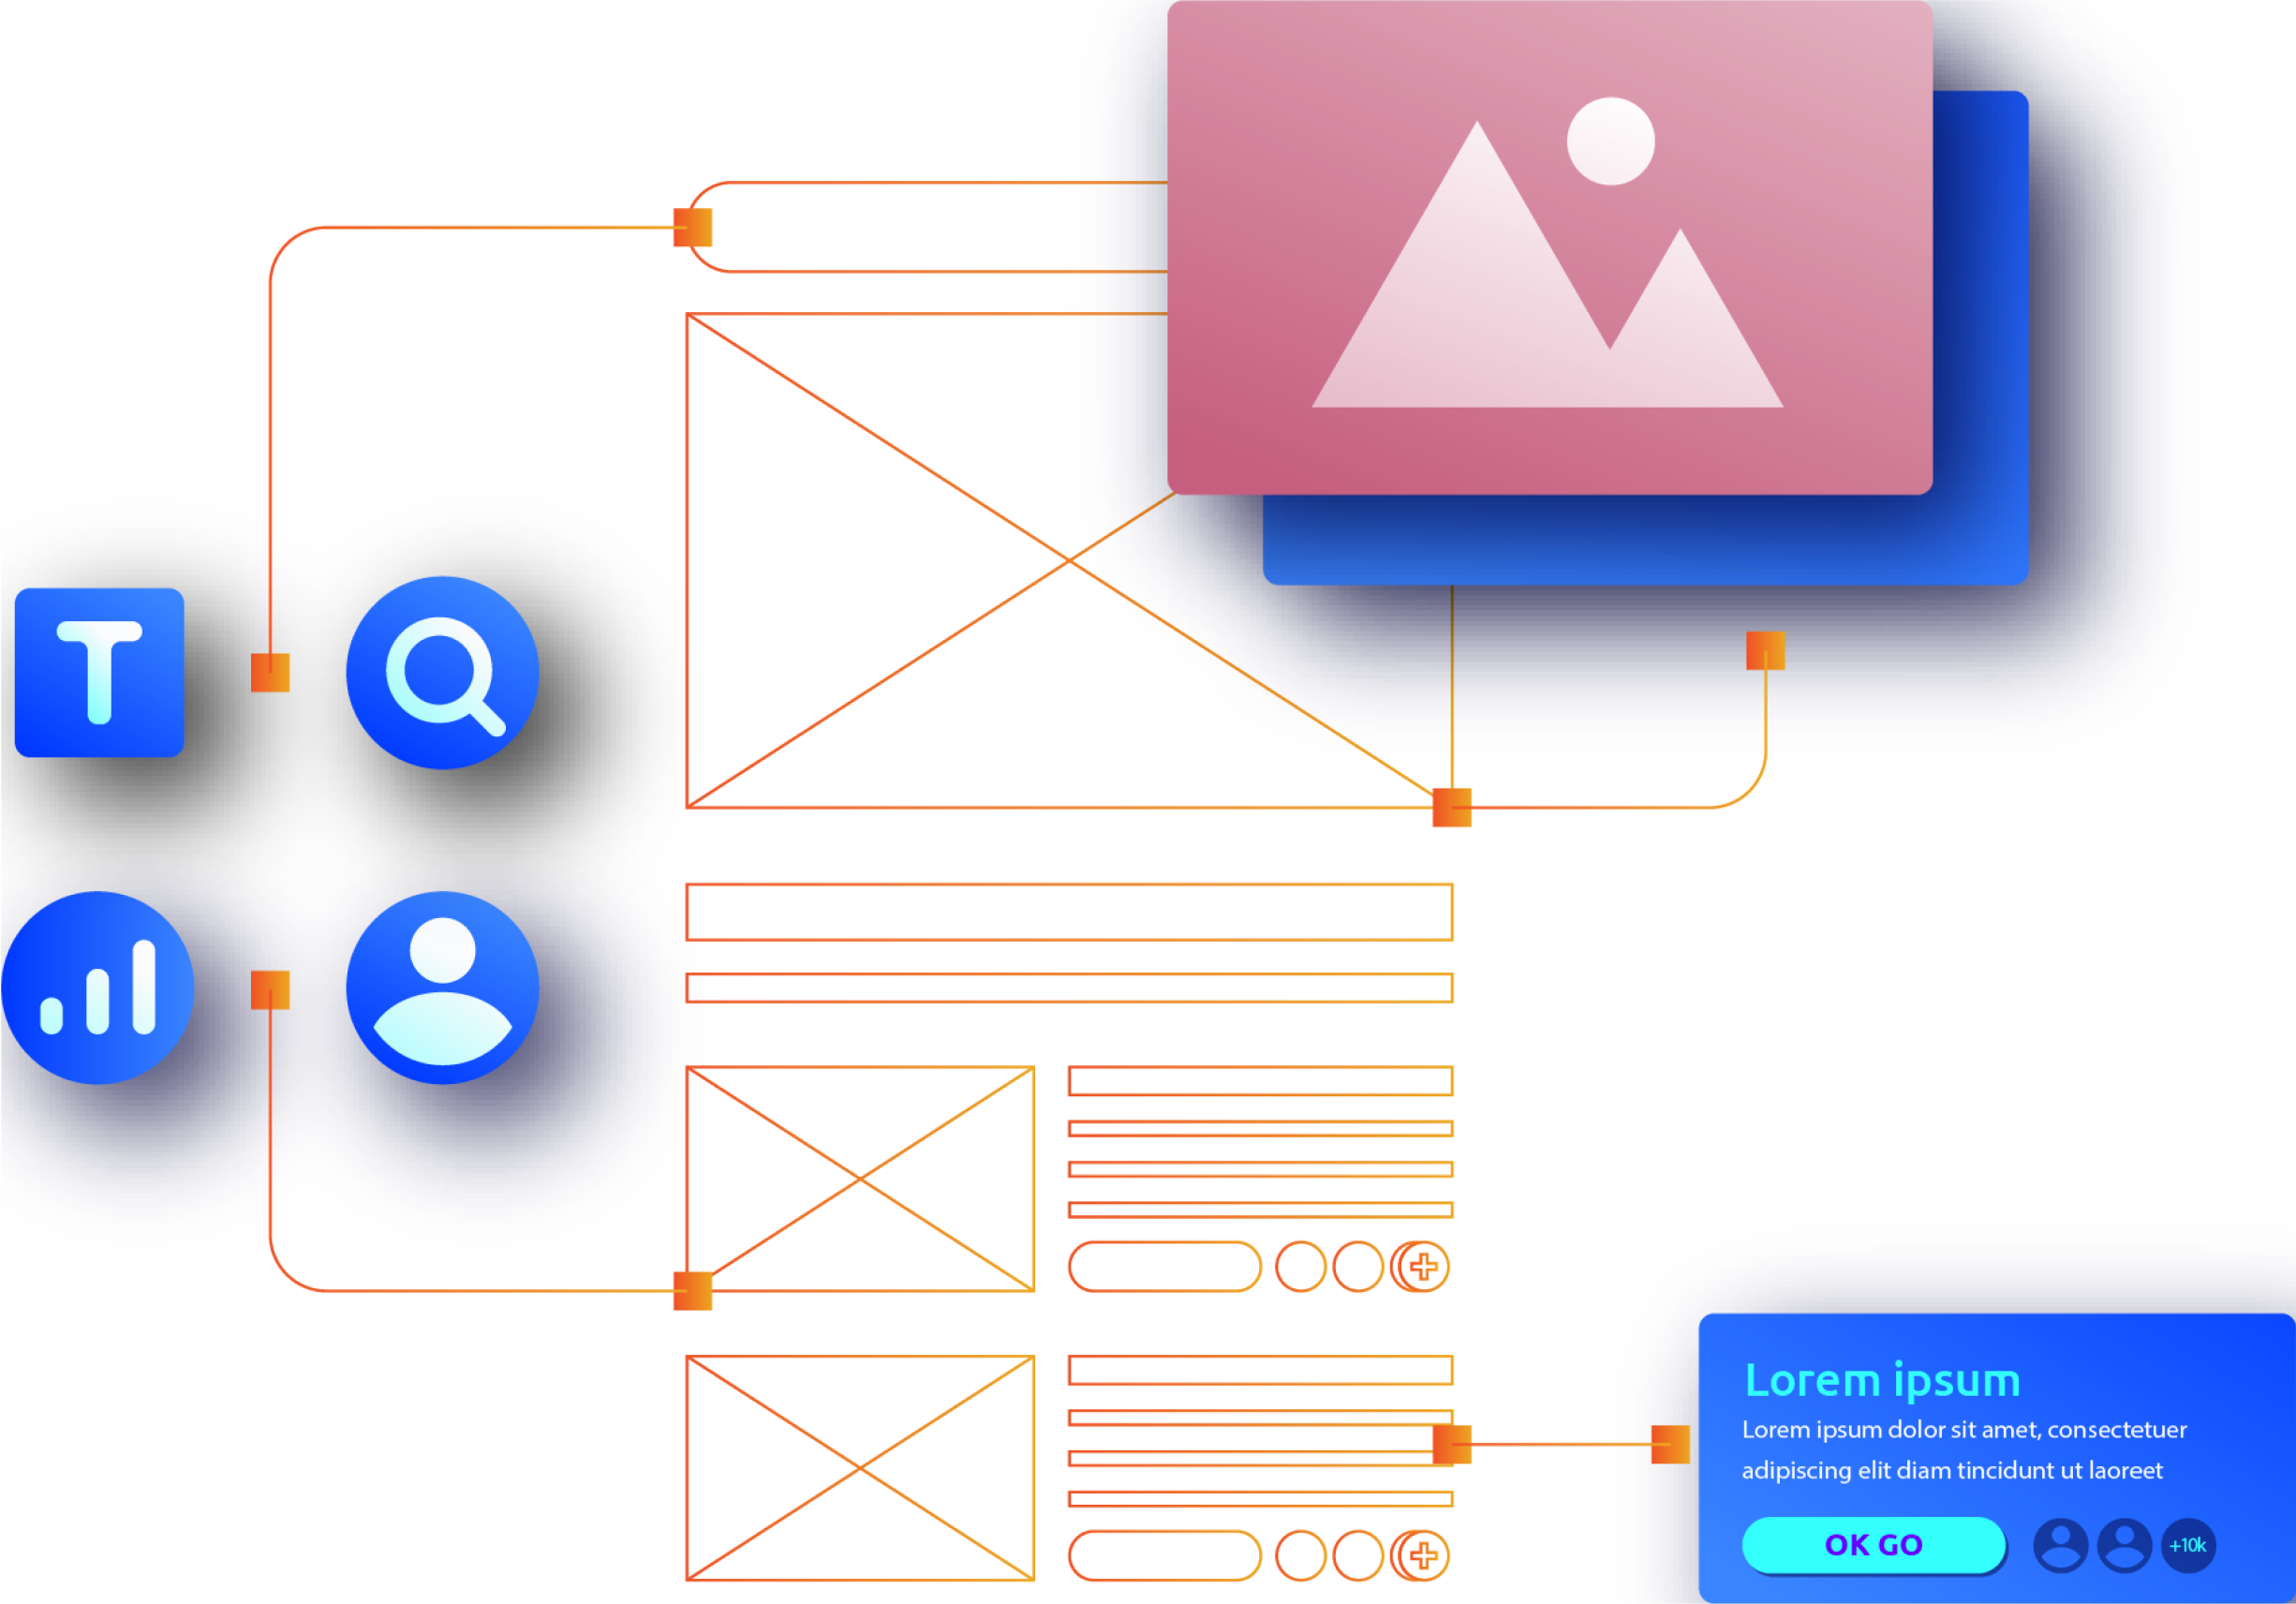 T
Lorem ipsum
Lorem ipsum dolor sit amet, consectetuer
adipiscing elit diam tincidunt ut laoreet
OK GO
+10k